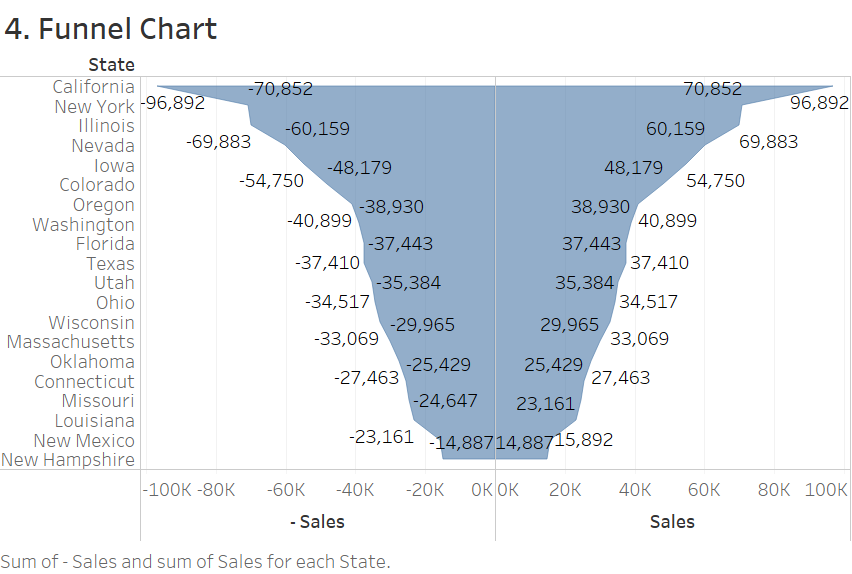 4. Funnel Chart
State
California
-70,852 70,852
New York -96,892 96,892
Illinois -60,159 60,159
Nevada -69,883 69,883
Iowa -48,179 48,179
Colorado -54,750 54,750
Oregon -38,930 38,930
Washington -40,899 40,899
Florida -37,443 37,443
Texas -37,410 37,410
Utah -35,384 35,384
Ohio -34,517 34,517
Wisconsin -29,965 29,965
Massachusetts -33,069 33,069
Oklahoma -25,429 25,429
Connecticut -27,463 27,463
Missouri -24,647 23,161
Louisiana
New Mexico -23,161 -14,887 14,887 15,892
New Hampshire
-100K -80K -60K -40K -20K 0K 0K 20K 40K 60K 80K 100K
- Sales Sales
Sum of - Sales and sum of Sales for each State.